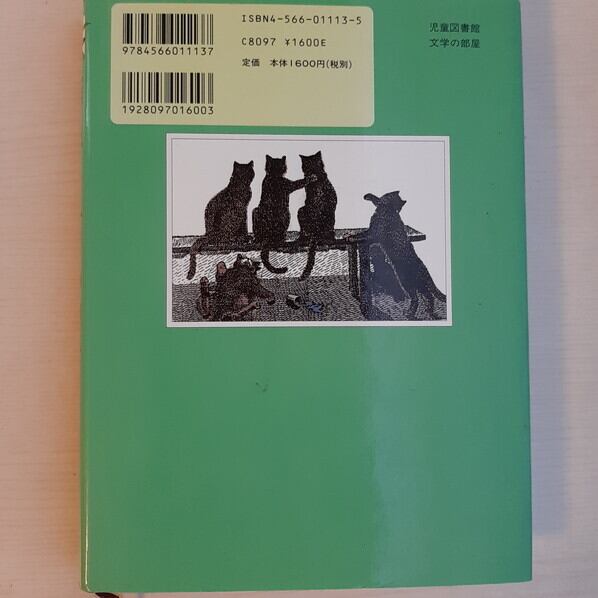 ISBN4-566-01113-5
9784566011137
C8097 ¥1600E
定価 本体1600円(税別)
1928097016003
児童図書館
文学の部屋